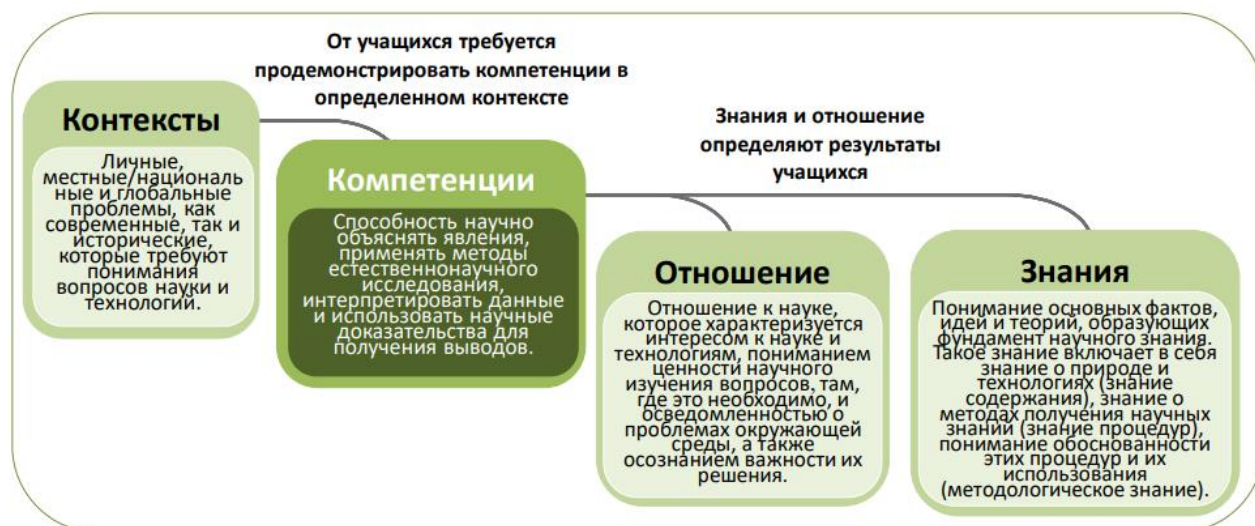 От учащихся требуется
продемонстрировать компетенции в
определенном контексте
Контексты
Личные,
местные/националь
ные и глобальные
проблемы, как
современные, так и
исторические,
которые требуют
понимания
вопросов науки и
технологий.
Компетенции
Способность научно
объяснять явления,
применять методы
естественнонаучного
исследования,
интерпретировать данные
и использовать научные
доказательства для
получения выводов.
Знания и отношение
определяют результаты
учащихся
Отношение
Отношение к науке,
которое характеризуется
интересом к науке и
технологиям, пониманием
ценности научного
изучения вопросов, там,
где это необходимо, и
осведомленностью о
проблемах окружающей
среды, а также
осознанием важности их
решения.
Знания
Понимание основных фактов,
идей и теорий, образующих
фундамент научного знания.
Такое знание включает в себя
знание о природе и
технологиях (знание
содержания), знание о
методах получения научных
знаний (знание процедур),
понимание обоснованности
этих процедур и их
использования
(методологическое знание).